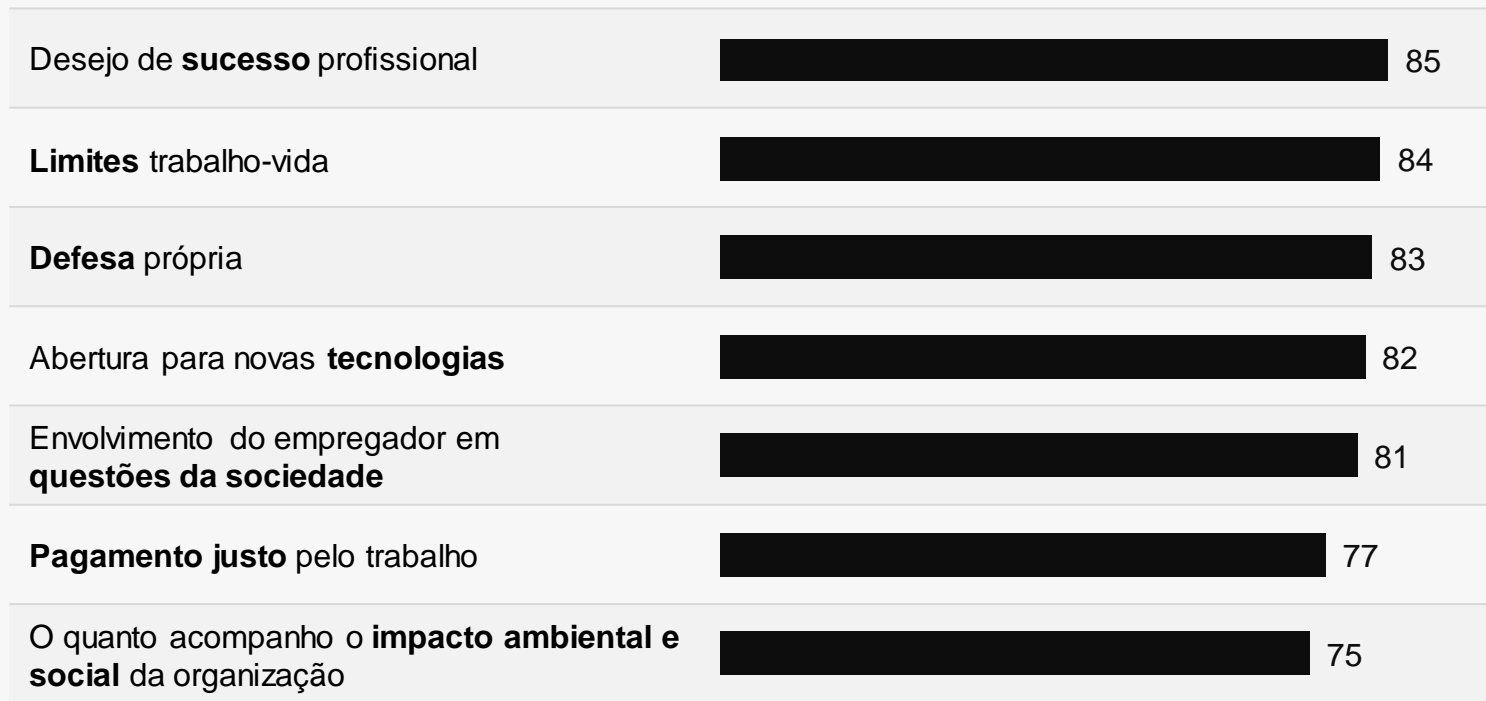 Desejo de sucesso profissional
85
Limites trabalho-vida
84
Defesa própria
83
Abertura para novas tecnologias
82
Envolvimento do empregador em
questões da sociedade
81
Pagamento justo pelo trabalho
77
O quanto acompanho o impacto ambiental e
social da organização
75